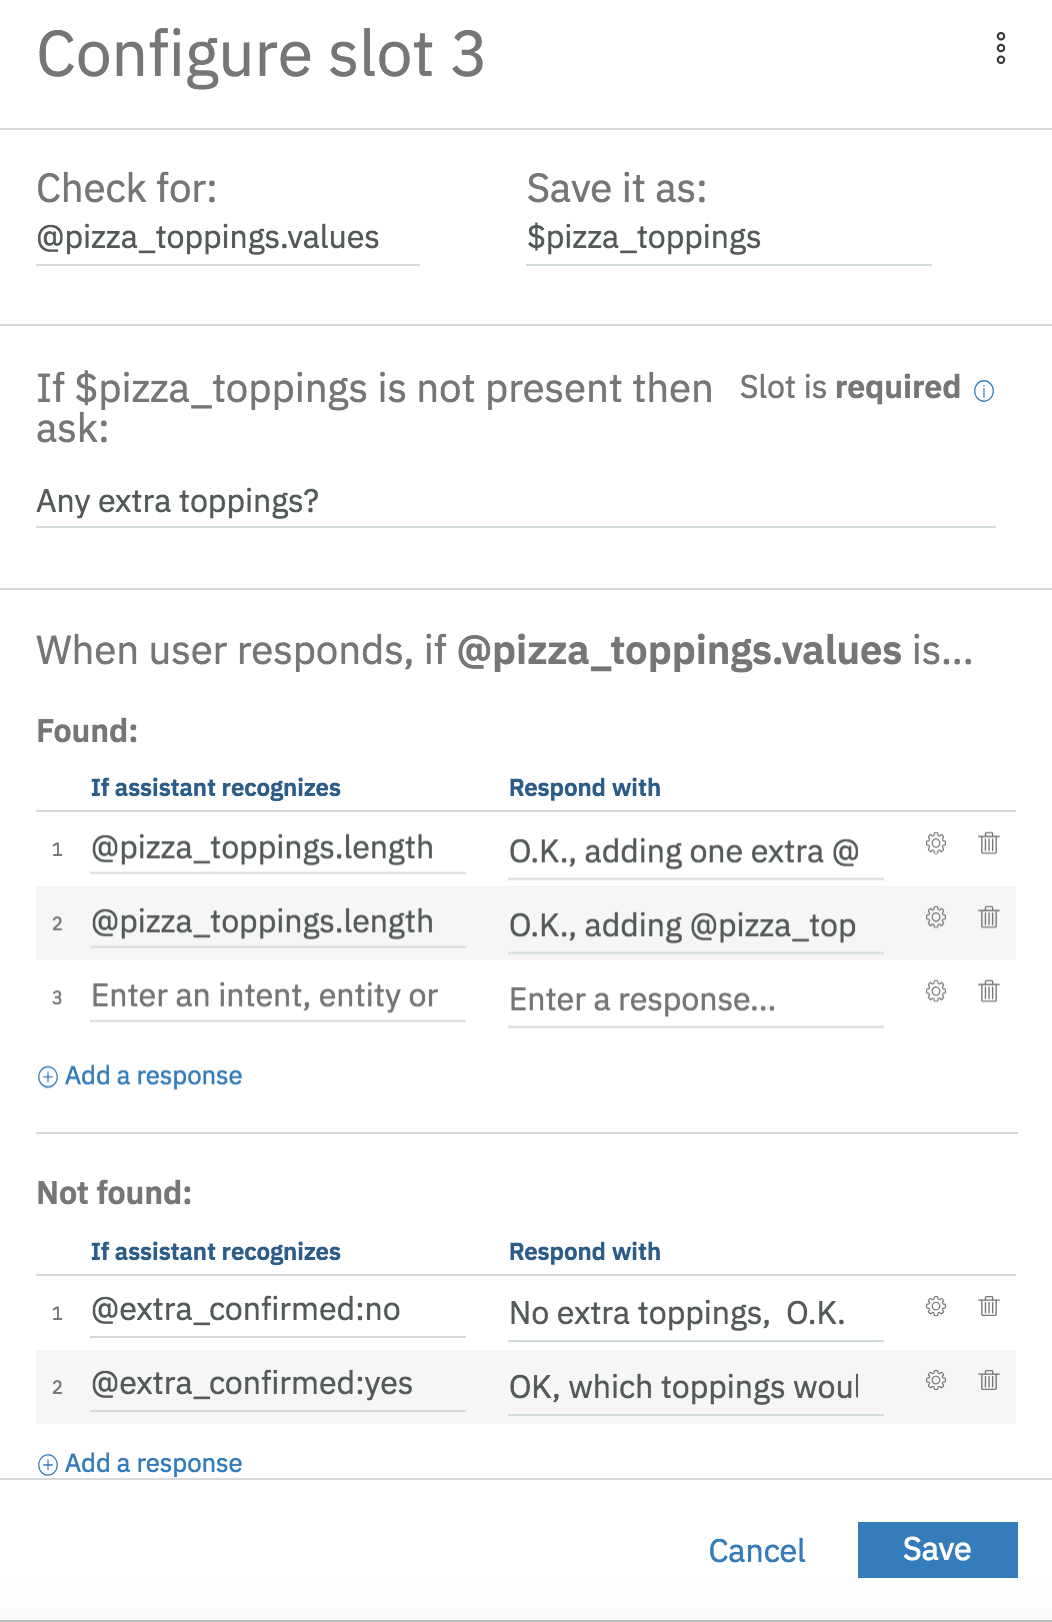 Configure slot 3
Check for:
Save it as:
@pizza_toppings.values
$pizza_toppings
If $pizza_toppings is not present then ask:
Slot is required
Any extra toppings?
When user responds, if @pizza_toppings.values is...
Found:
If assistant recognizes
Respond with
1 @pizza_toppings.length
O.K., adding one extra @
2 @pizza_toppings.length
O.K., adding @pizza_top
3 Enter an intent, entity or
Enter a response...
Add a response
Not found:
If assistant recognizes
Respond with
1 @extra_confirmed:no
No extra toppings,  O.K.
2 @extra_confirmed:yes
OK, which toppings woul
Add a response
Cancel
Save